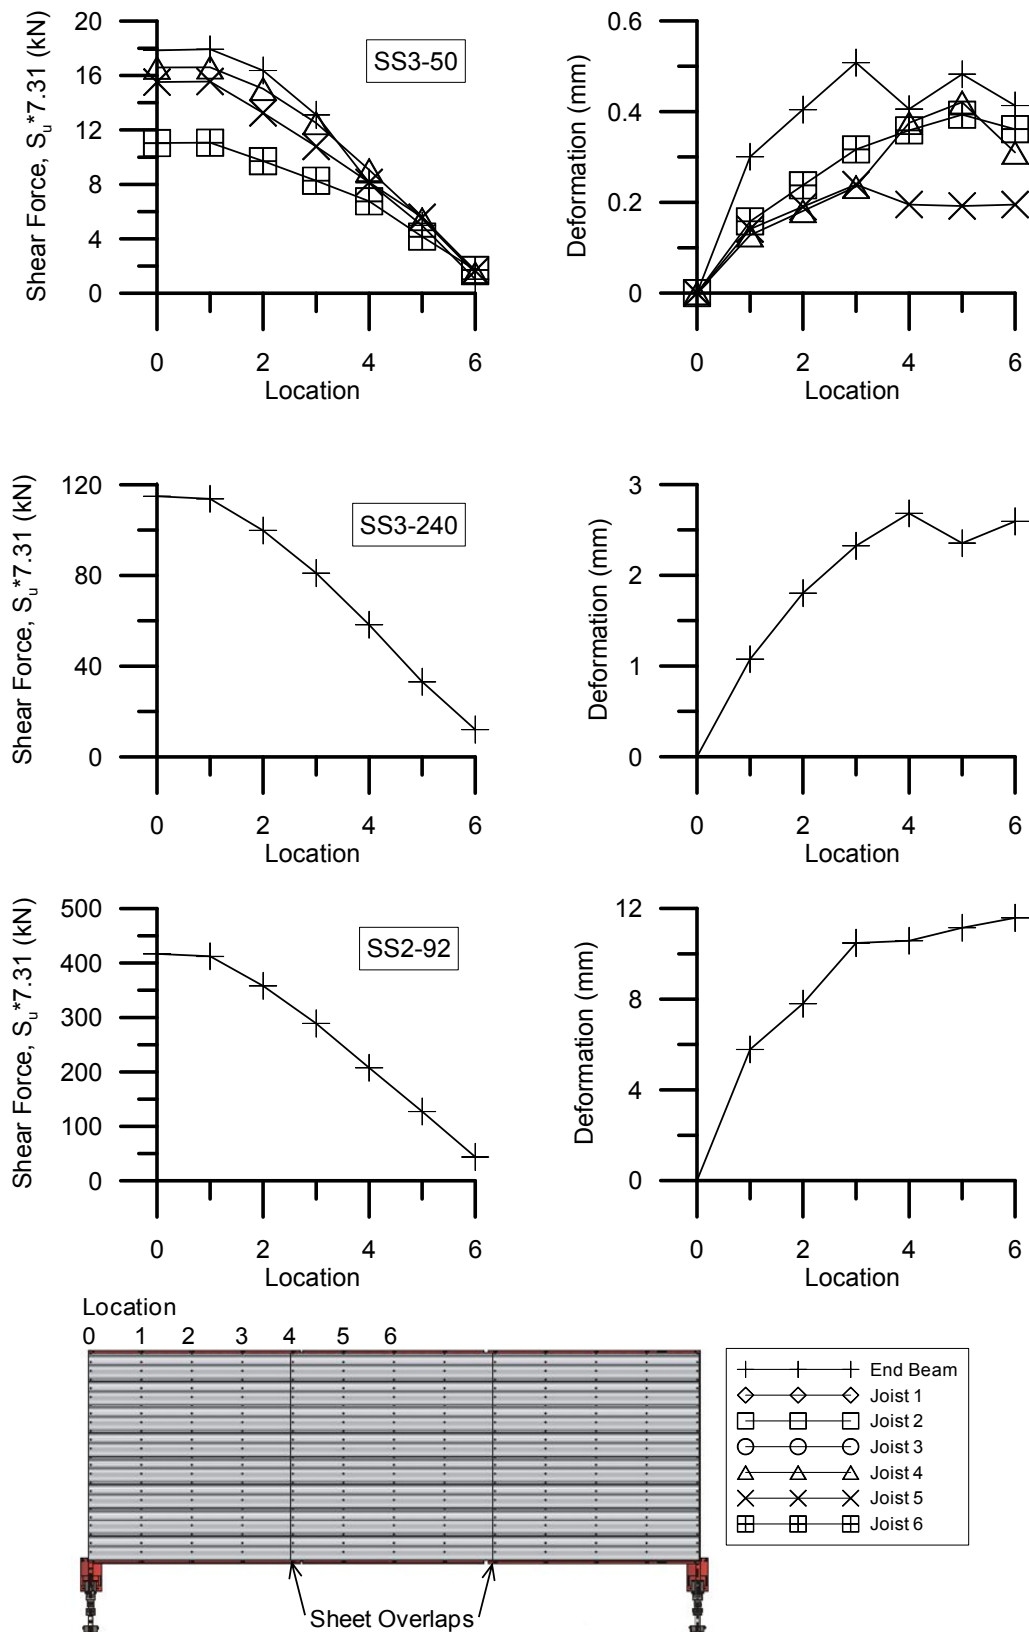 Shear Force, Su*7.31 (kN)
20
16
12
8
4
0
0 2 4 6
Location
SS3-50
Deformation (mm)
0.6
0.4
0.2
0
0 2 4 6
Location
Shear Force, Su*7.31 (kN)
120
80
40
0
0 2 4 6
Location
SS3-240
Deformation (mm)
3
2
1
0
0 2 4 6
Location
Shear Force, Su*7.31 (kN)
500
400
300
200
100
0
0 2 4 6
Location
SS2-92
Deformation (mm)
12
8
4
0
0 2 4 6
Location
Location
0 1 2 3 4 5 6
Sheet Overlaps
End Beam
Joist 1
Joist 2
Joist 3
Joist 4
Joist 5
Joist 6